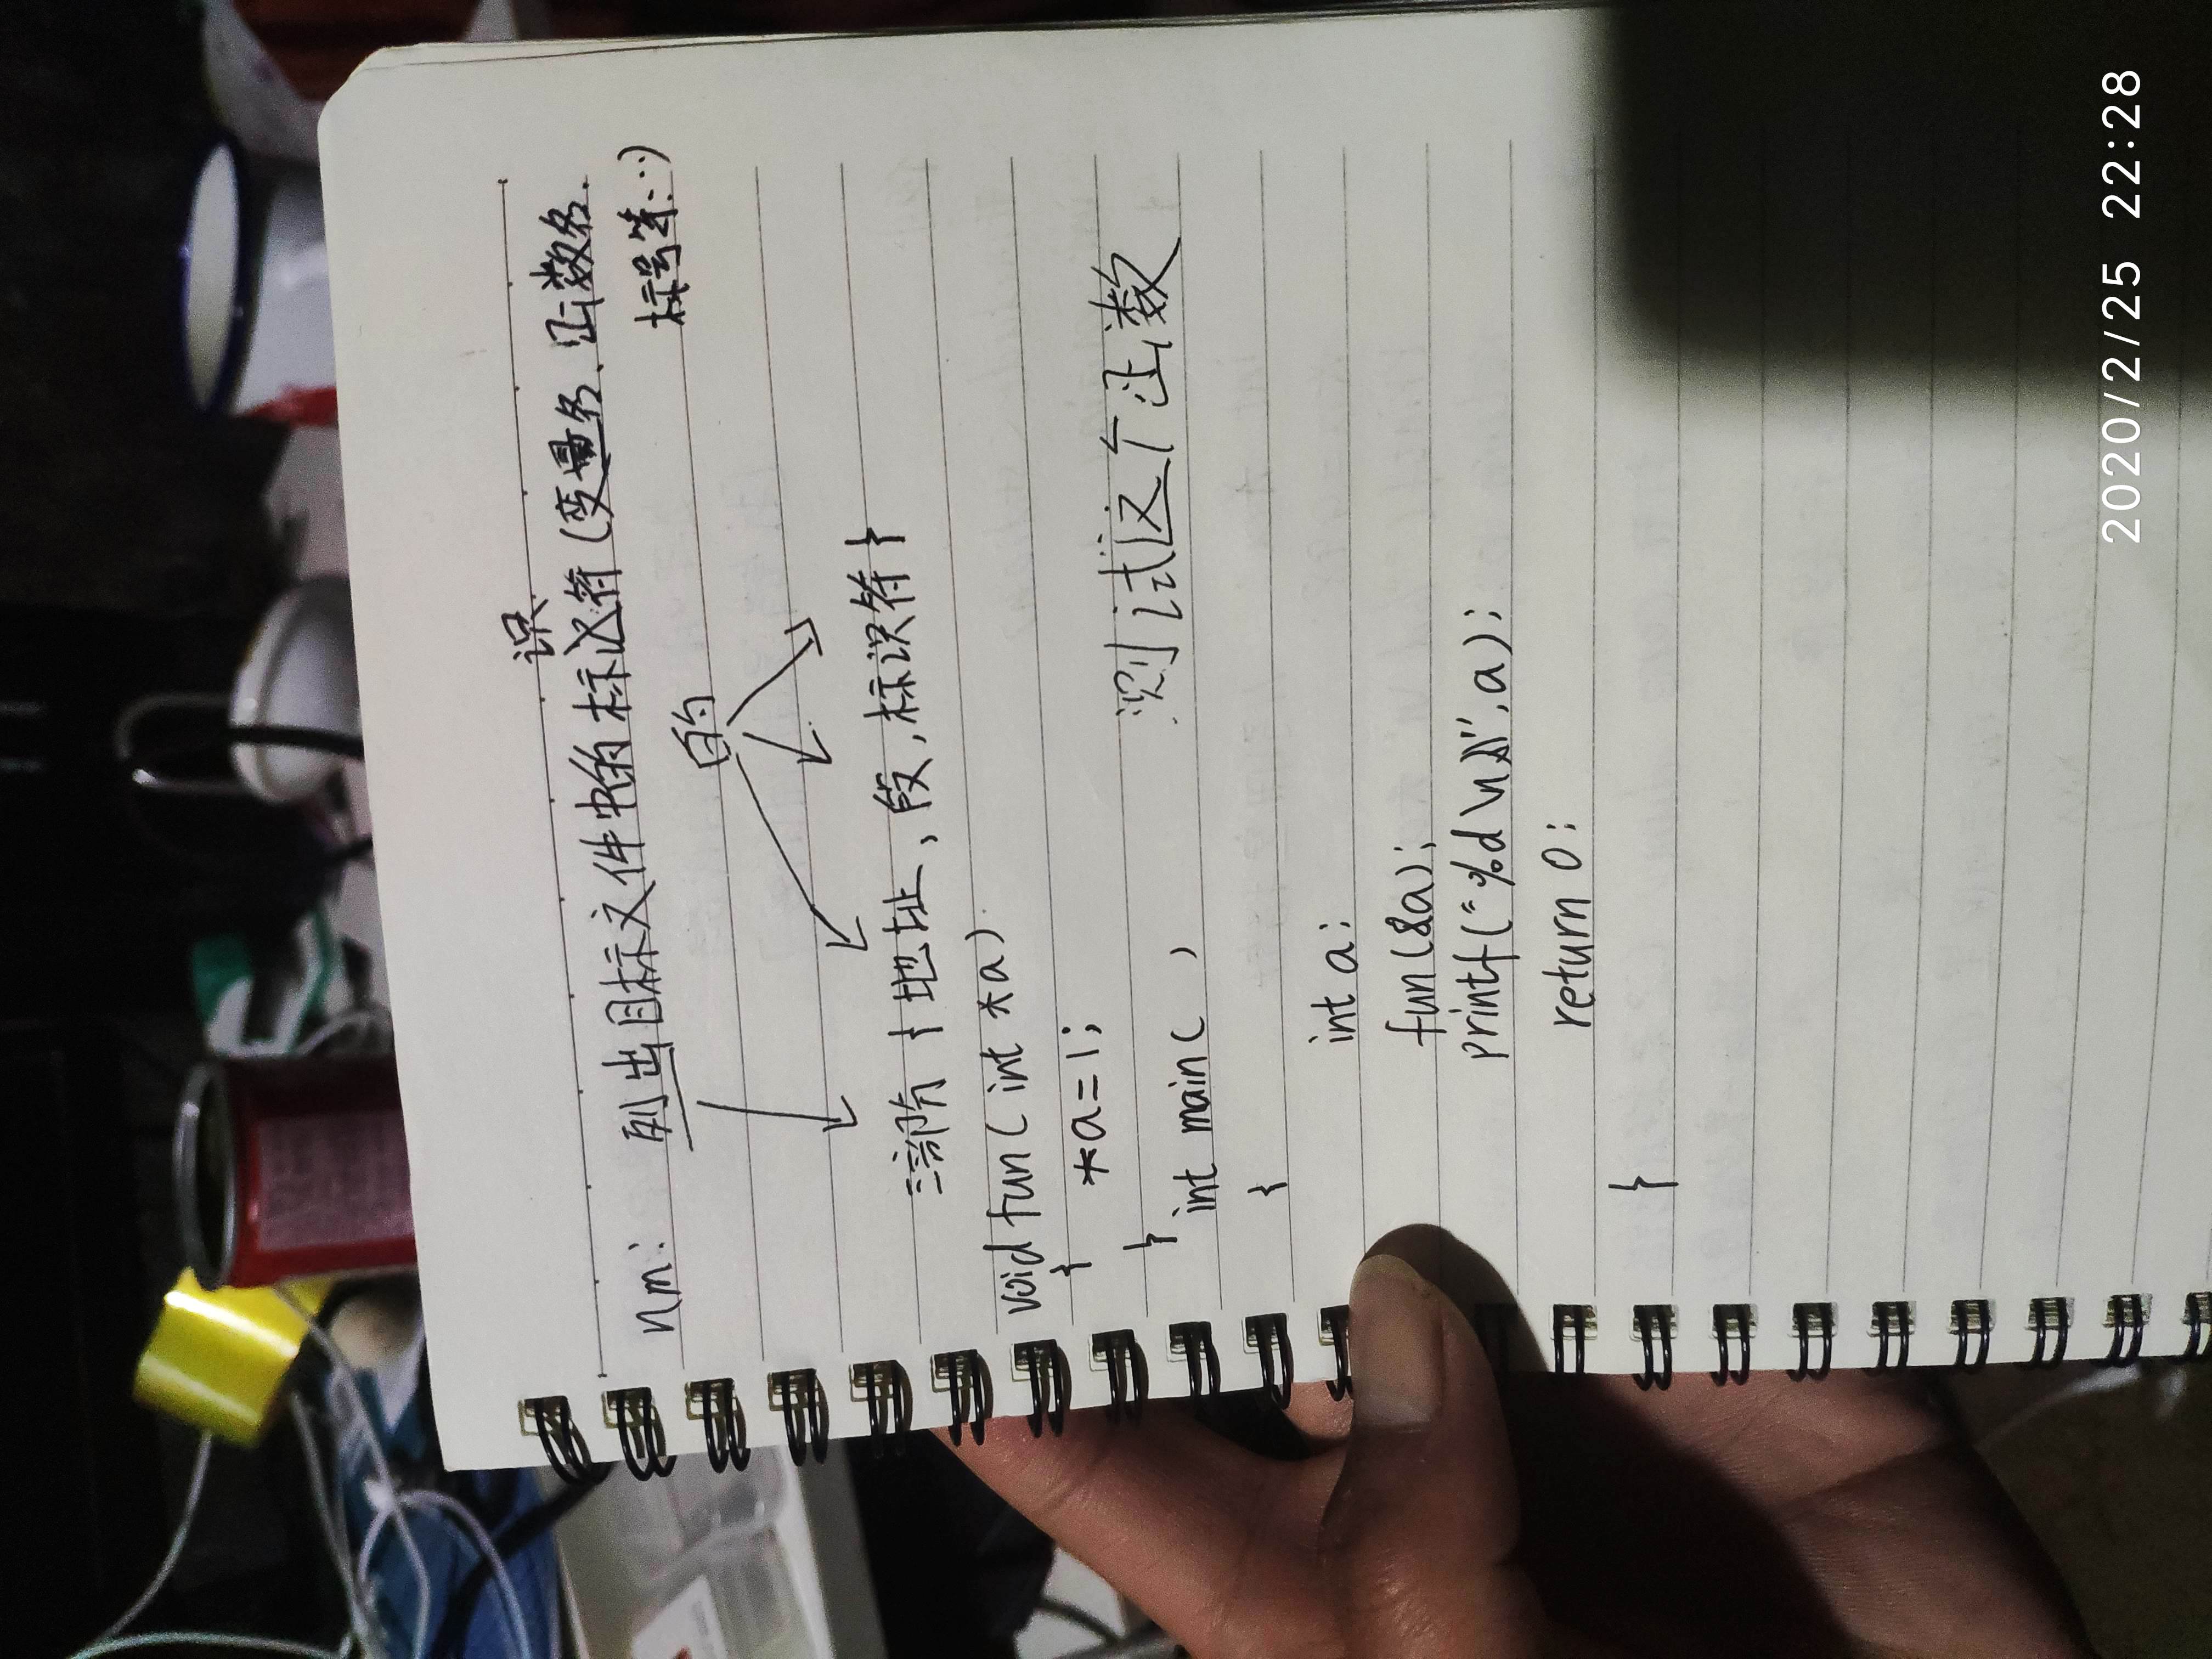 nm: 列出目标文件中的标识符(变量名、函数名、
标号等...)
的
三部分{地址,段,标识符}
void fun( int *a)
{ *a=1;
}
测试这个函数
int main( )
{
int a;
fun(&a);
printf("%d\n",a);
return 0;
}
2020/2/25 22:28